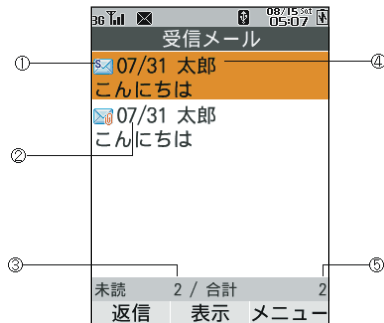 3G 08/15 Sat
05:07
受信メール
① S 07/31 太郎 ④
こんにちは
07/31 太郎
② こんにちは
③ ⑤
未読 2 / 合計 2
返信 表示 メニュー